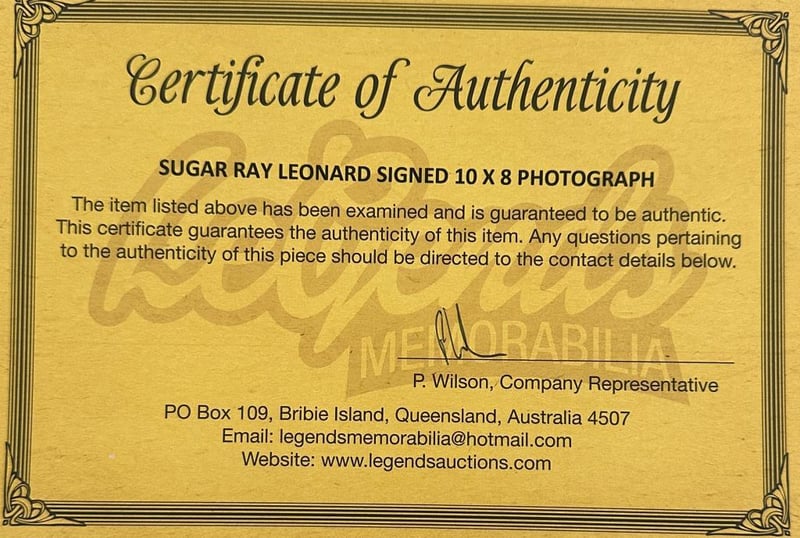 Certificate of Authenticity
SUGAR RAY LEONARD SIGNED 10 X 8 PHOTOGRAPH
The item listed above has been examined and is guaranteed to be authentic.
This certificate guarantees the authenticity of this item. Any questions pertaining
to the authenticity of this piece should be directed to the contact details below.
Legends
MEMORABILIA
P. Wilson, Company Representative
PO Box 109, Bribie Island, Queensland, Australia 4507
Email: legendsmemorabilia@hotmail.com
Website: www.legendsauctions.com